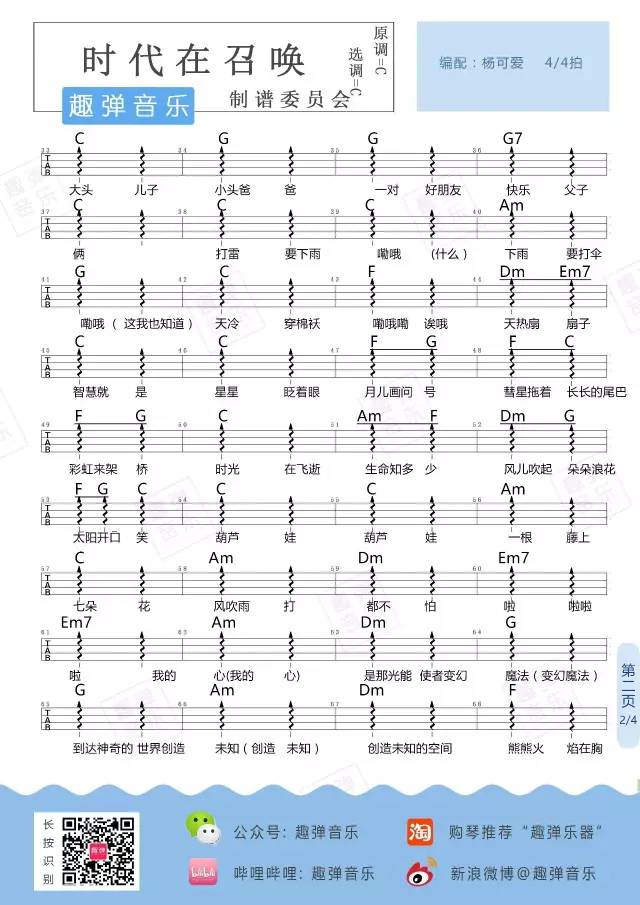 时代在召唤
原调=C
选调=C
编配：杨可爱 4/4拍
趣弹音乐
制谱委员会
C G G G7
33 34 35 36
TAB
大头 儿子 小头爸 爸 一对 好朋友 快乐 父子
C C C Am
37 38 39 40
TAB
俩 打雷 要下雨 嘞哦 (什么) 下雨 要打伞
G C F Dm Em7
41 42 43 44
TAB
嘞哦 ( 这我也知道) 天冷 穿棉袄 嘞哦嘞 诶哦 天热扇 扇子
C C F G F C
46 47 48
TAB
智慧就 是 星星 眨着眼 月儿画问 号 彗星拖着 长长的尾巴
F G C Am F Dm G
49 50 51 52
TAB
彩虹来架 桥 时光 在飞逝 生命知多 少 风儿吹起 朵朵浪花
F G C C C Am
53 54 55 56
TAB
太阳开口 笑 葫芦 娃 葫芦 娃 一根 藤上
C Am Dm Em7
57 58 59 60
TAB
七朵 花 风吹雨 打 都不 怕 啦 啦啦
Em7 Am Dm G
61 62 63 64
TAB
啦 我的 心(我的 心) 是那光能 使者变幻 魔法 (变幻魔法)
G Am Dm F
65 66 67 68
TAB
到达神奇的 世界创造 未知 (创造 未知) 创造未知的空间 熊熊火 焰在胸
第二页
2/4
长按识别
趣弹
公众号: 趣弹音乐
淘
购琴推荐“趣弹乐器”
哔哩哔哩: 趣弹音乐
新浪微博@趣弹音乐